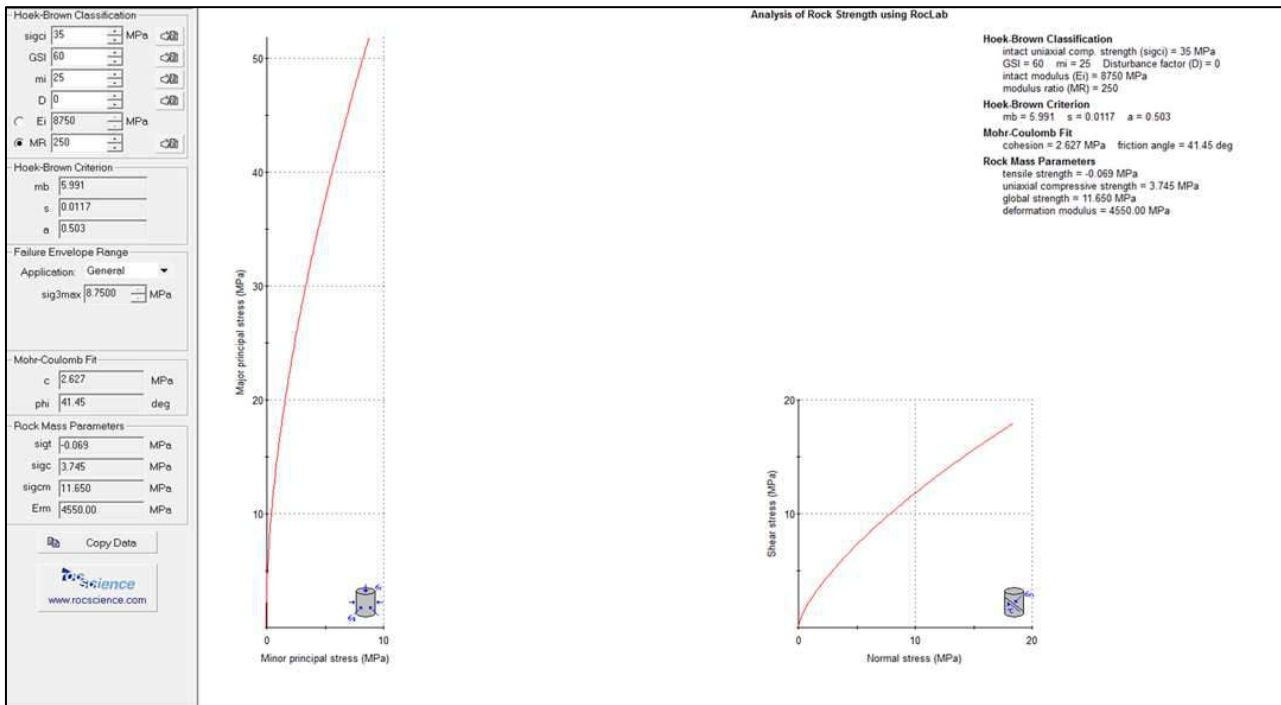 Hoek-Brown Classification
sigci 35 MPa
GSI 60
mi 25
D 0
Ei 8750 MPa
MR 250
Hoek-Brown Criterion
mb 5.991
s 0.0117
a 0.503
Failure Envelope Range
Application: General
sig3max 8.7500 MPa
Mohr-Coulomb Fit
c 2.627 MPa
phi 41.45 deg
Rock Mass Parameters
sigt -0.069 MPa
sigc 3.745 MPa
sigcm 11.650 MPa
Erm 4550.00 MPa
Copy Data
rocscience
www.rocscience.com
Analysis of Rock Strength using RocLab
Hoek-Brown Classification
intact uniaxial comp. strength (sigci) = 35 MPa
GSI = 60 mi = 25 Disturbance factor (D) = 0
intact modulus (Ei) = 8750 MPa
modulus ratio (MR) = 250
Hoek-Brown Criterion
mb = 5.991 s = 0.0117 a = 0.503
Mohr-Coulomb Fit
cohesion = 2.627 MPa friction angle = 41.45 deg
Rock Mass Parameters
tensile strength = -0.069 MPa
uniaxial compressive strength = 3.745 MPa
global strength = 11.650 MPa
deformation modulus = 4550.00 MPa
Major principal stress (MPa)
50
40
30
20
10
0 10
Minor principal stress (MPa)
Shear stress (MPa)
20
10
0 10 20
Normal stress (MPa)